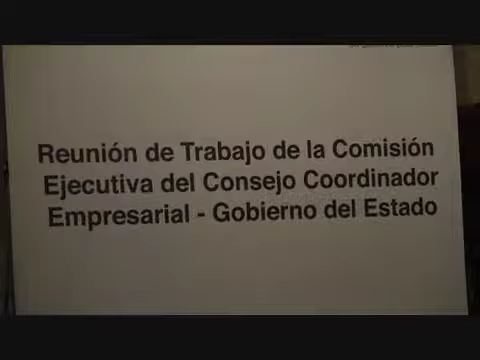 Reunión de Trabajo de la Comisión
Ejecutiva del Consejo Coordinador
Empresarial - Gobierno del Estado